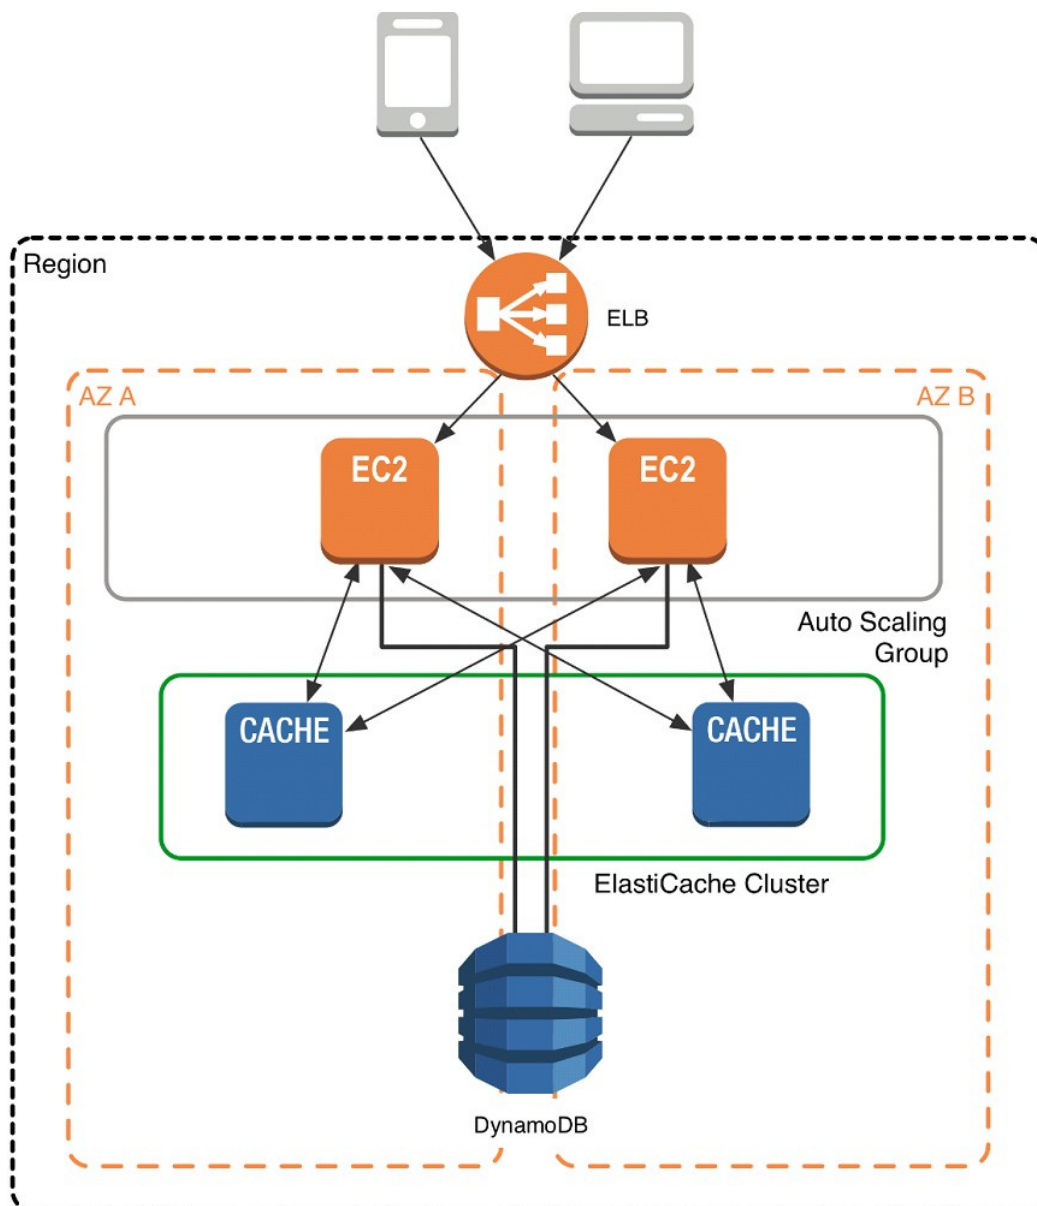 Region
ELB
AZ A
AZ B
EC2
EC2
Auto Scaling
Group
CACHE
CACHE
ElastiCache Cluster
DynamoDB